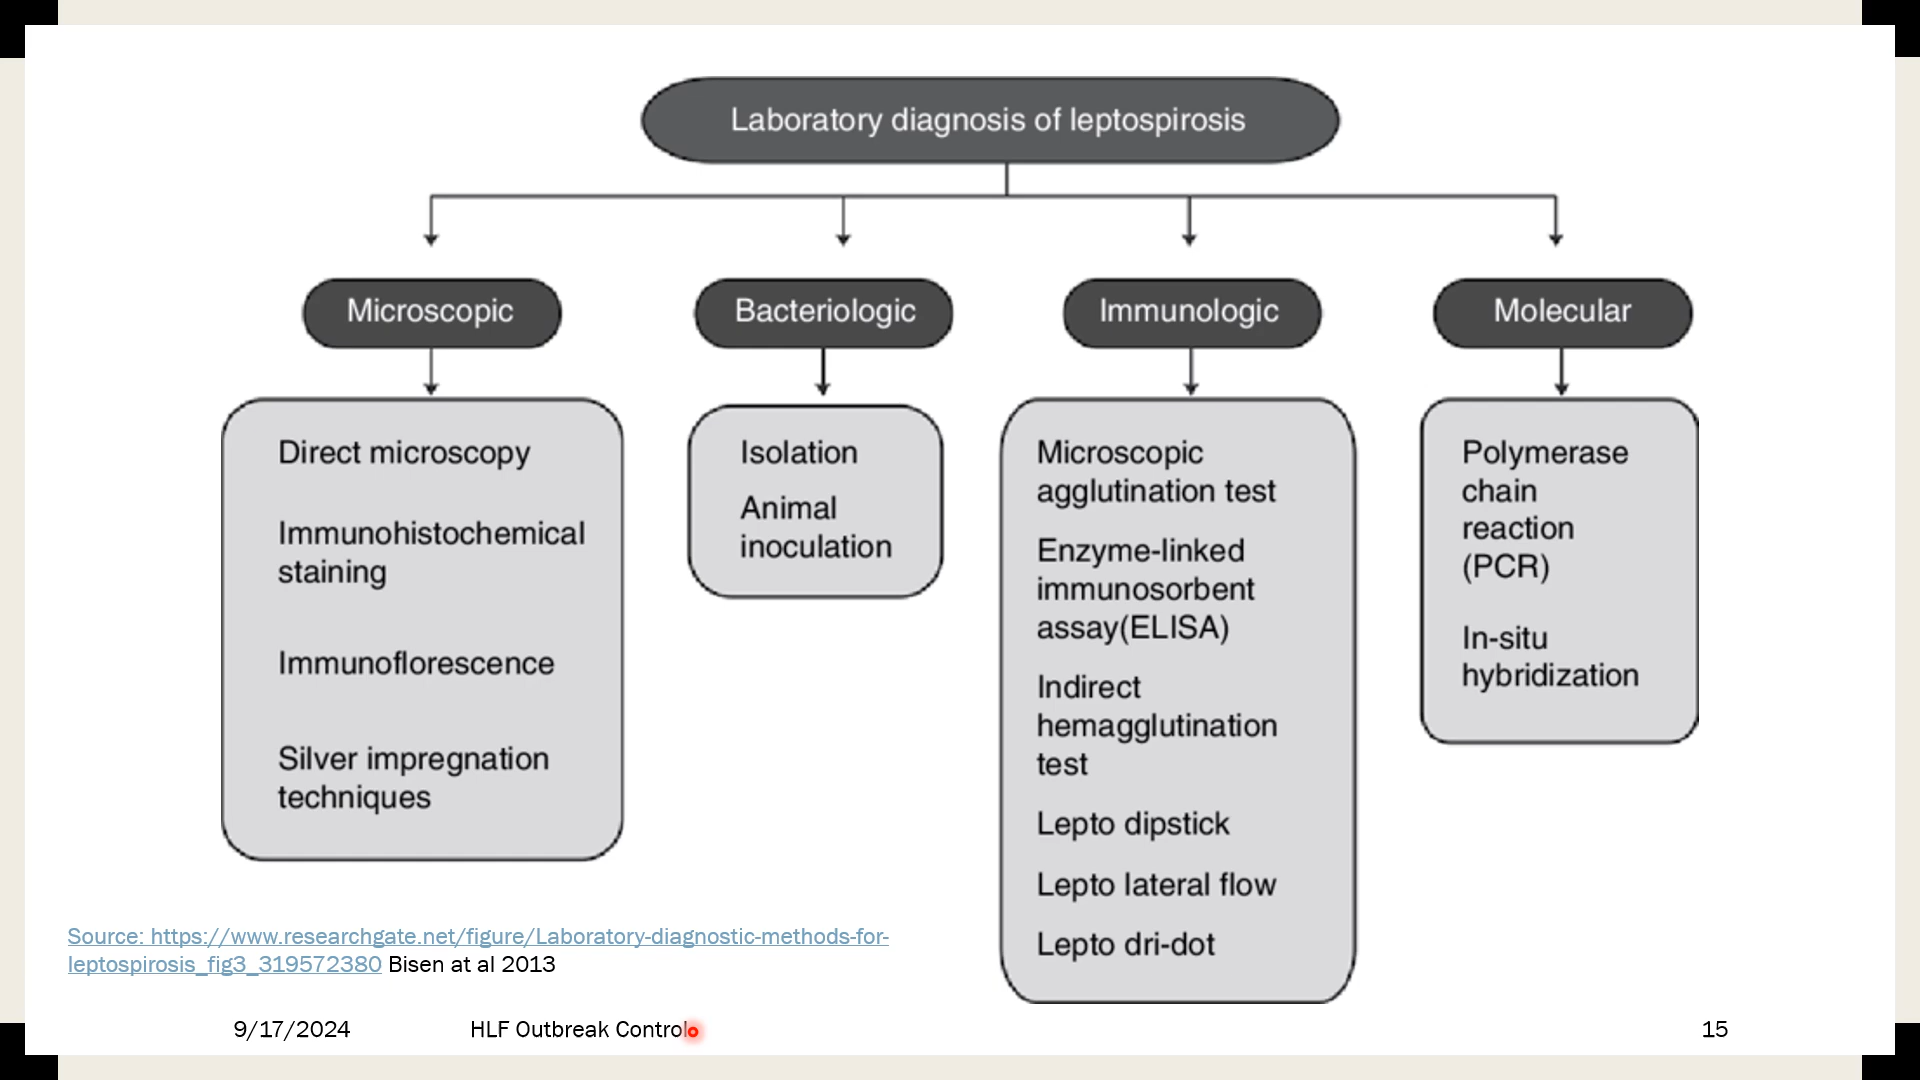 Laboratory diagnosis of leptospirosis
Microscopic
Direct microscopy
Immunohistochemical
staining
Immunoflorescence
Silver impregnation
techniques
Bacteriologic
Isolation
Animal
inoculation
Immunologic
Microscopic
agglutination test
Enzyme-linked
immunosorbent
assay(ELISA)
Indirect
hemagglutination
test
Lepto dipstick
Lepto lateral flow
Lepto dri-dot
Molecular
Polymerase
chain
reaction
(PCR)
In-situ
hybridization
Source: https://www.researchgate.net/figure/Laboratory-diagnostic-methods-for-
leptospirosis_fig3_319572380 Bisen at al 2013
9/17/2024
HLF Outbreak Control
15